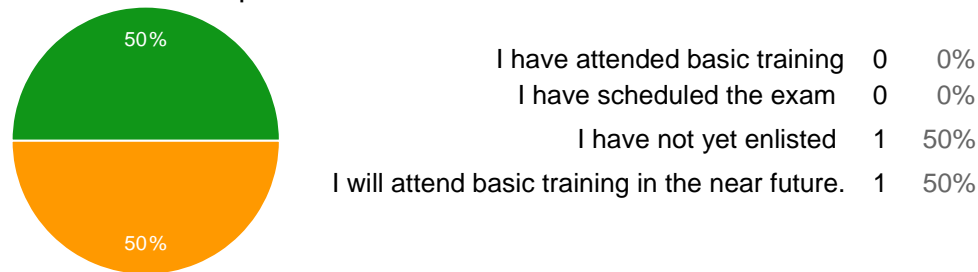 50%
I have attended basic training 0 0%
I have scheduled the exam 0 0%
I have not yet enlisted 1 50%
I will attend basic training in the near future. 1 50%
50%